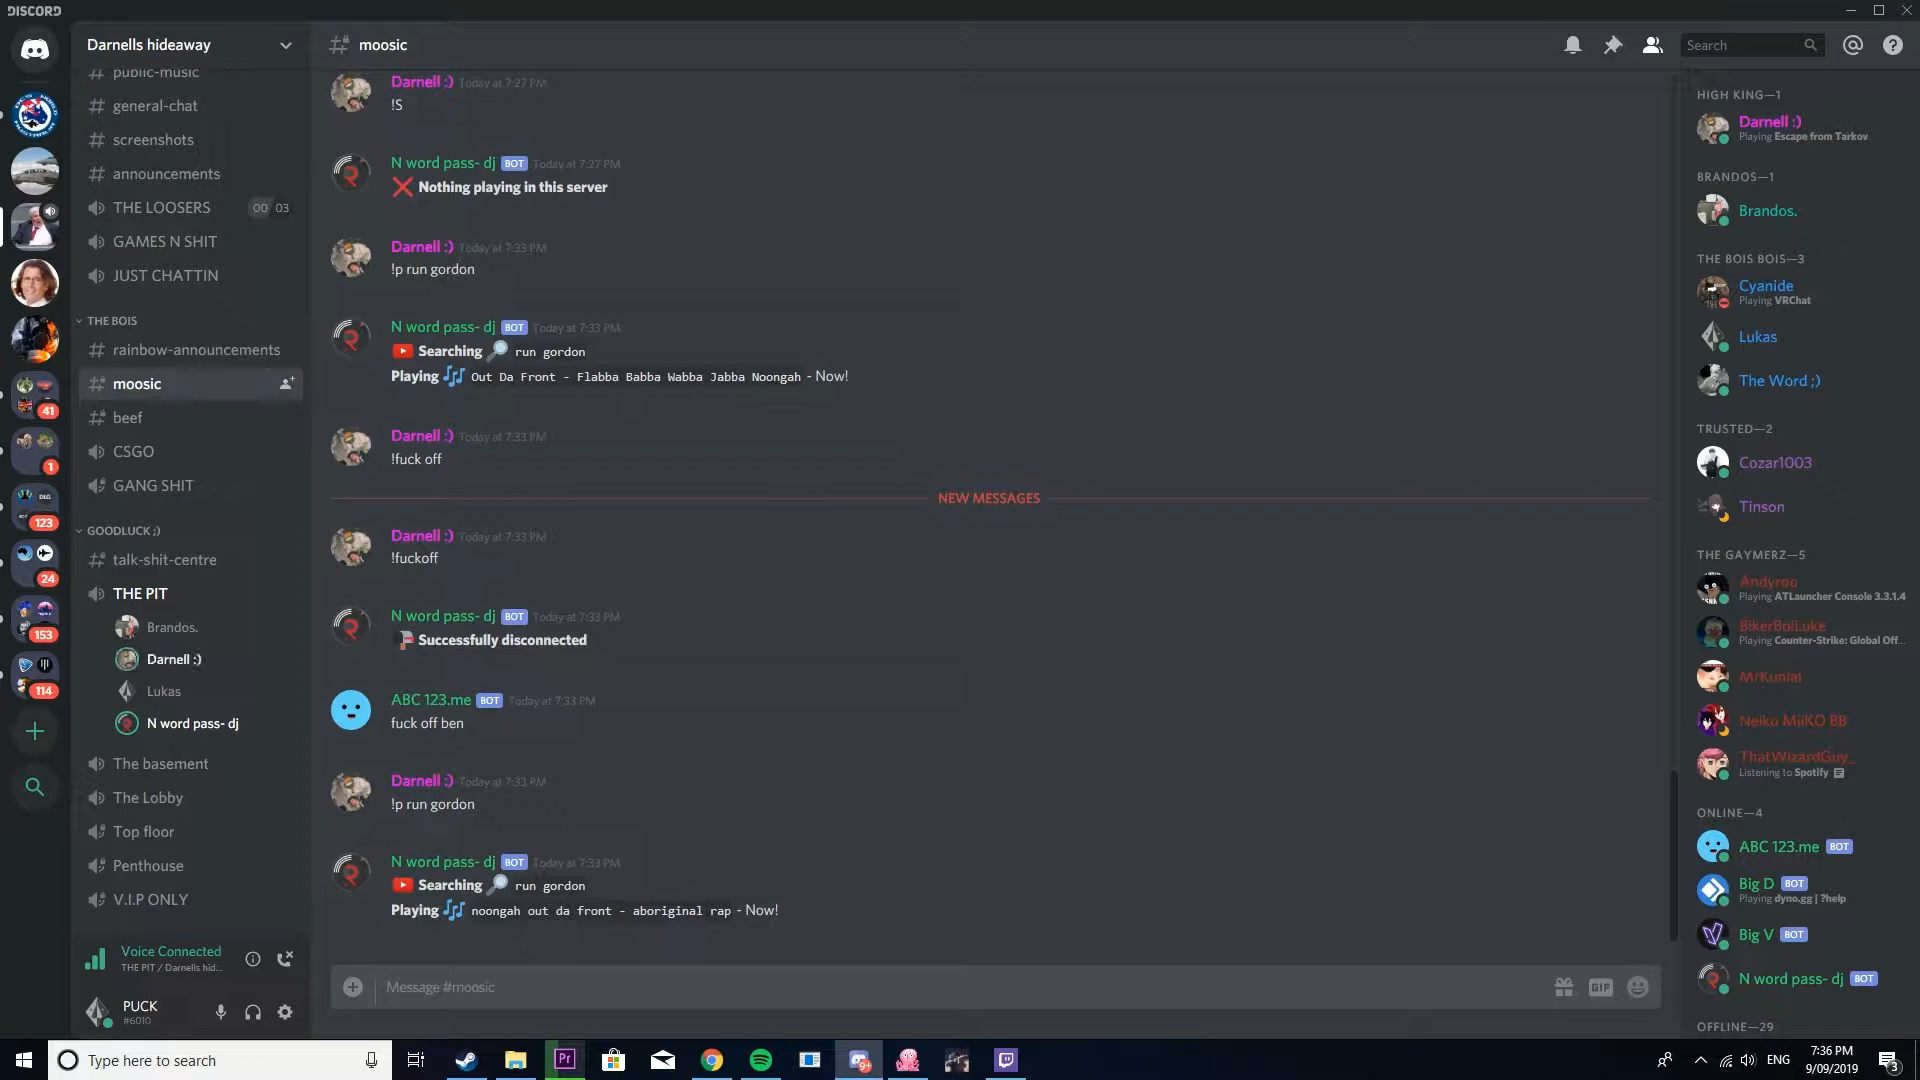 DISCORD
Darnells hideaway
moosic
Search
public-music
general-chat
screenshots
announcements
THE LOOSERS 00 03
GAMES N SHIT
JUST CHATTIN
THE BOIS
rainbow-announcements
moosic
beef
CSGO
GANG SHIT
GOODLUCK ;)
talk-shit-centre
THE PIT
Brandos.
Darnell :)
Lukas
N word pass- dj
The basement
The Lobby
Top floor
Penthouse
V.I.P ONLY
Voice Connected
THE PIT / Darnells hid...
PUCK
#6010
41
1
DLG
123
24
153
114
Darnell :) Today at 7:27 PM
!S
N word pass- dj BOT Today at 7:27 PM
Nothing playing in this server
Darnell :) Today at 7:33 PM
!p run gordon
N word pass- dj BOT Today at 7:33 PM
Searching run gordon
Playing Out Da Front - Flabba Babba Wabba Jabba Noongah - Now!
Darnell :) Today at 7:33 PM
!fuck off
NEW MESSAGES
Darnell :) Today at 7:33 PM
!fuckoff
N word pass- dj BOT Today at 7:33 PM
Successfully disconnected
ABC 123.me BOT Today at 7:33 PM
fuck off ben
Darnell :) Today at 7:33 PM
!p run gordon
N word pass- dj BOT Today at 7:33 PM
Searching run gordon
Playing noongah out da front - aboriginal rap - Now!
Message #moosic
GIF
HIGH KING—1
Darnell :)
Playing Escape from Tarkov
BRANDOS—1
Brandos.
THE BOIS BOIS—3
Cyanide
Playing VRChat
Lukas
The Word ;)
TRUSTED—2
Cozar1003
Tinson
THE GAYMERZ—5
Andyroo
Playing ATLauncher Console 3.3.1.4
BikerBoiLuke
Playing Counter-Strike: Global Off...
MrKunial
Neiko MiiKO BB
ThatWizardGuy_
Listening to Spotify
ONLINE—4
ABC 123.me BOT
Big D BOT
Playing dyno.gg | ?help
Big V BOT
N word pass- dj BOT
OFFLINE—29
Type here to search
Pr
9+
ENG
7:36 PM
9/09/2019
3